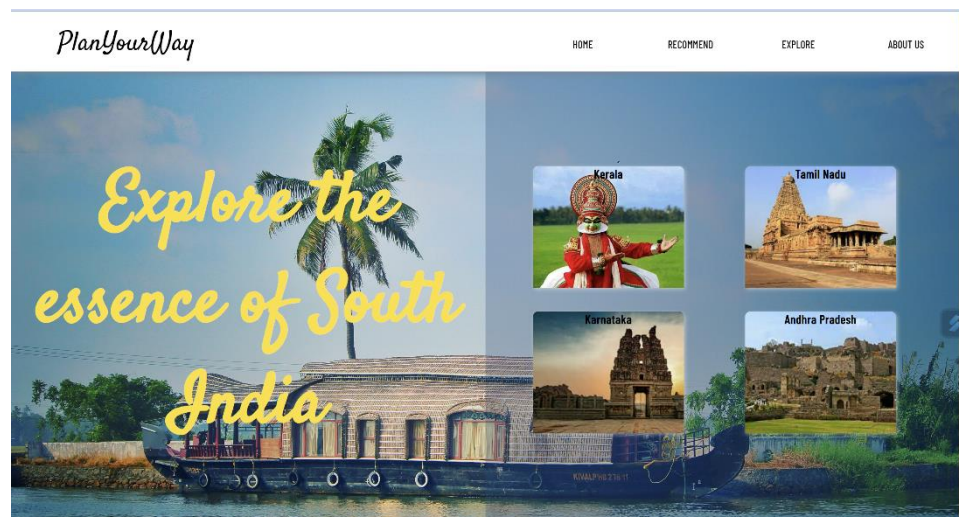 PlanYourWay
HOME RECOMMEND EXPLORE ABOUT US
Explore the
essence of South
India
Kerala
Tamil Nadu
Karnataka
Andhra Pradesh